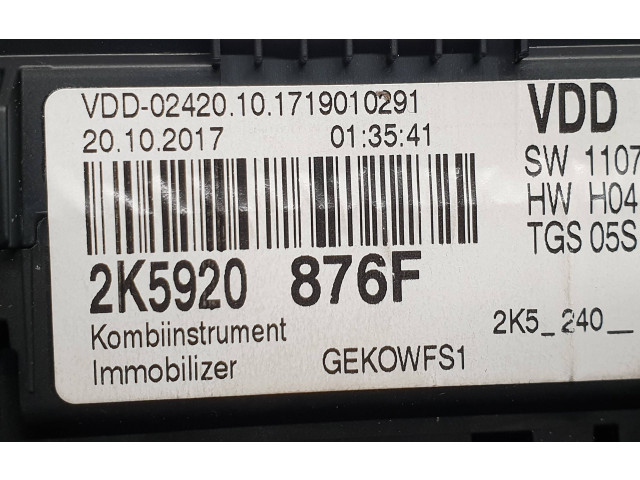 VDD-02420.10.1719010291
20.10.2017 01:35:41
2K5920 876F
Kombiinstrument
Immobilizer GEKOWFS1
VDD
SW 1107
HW H04
TGS 05S
2K5_240_